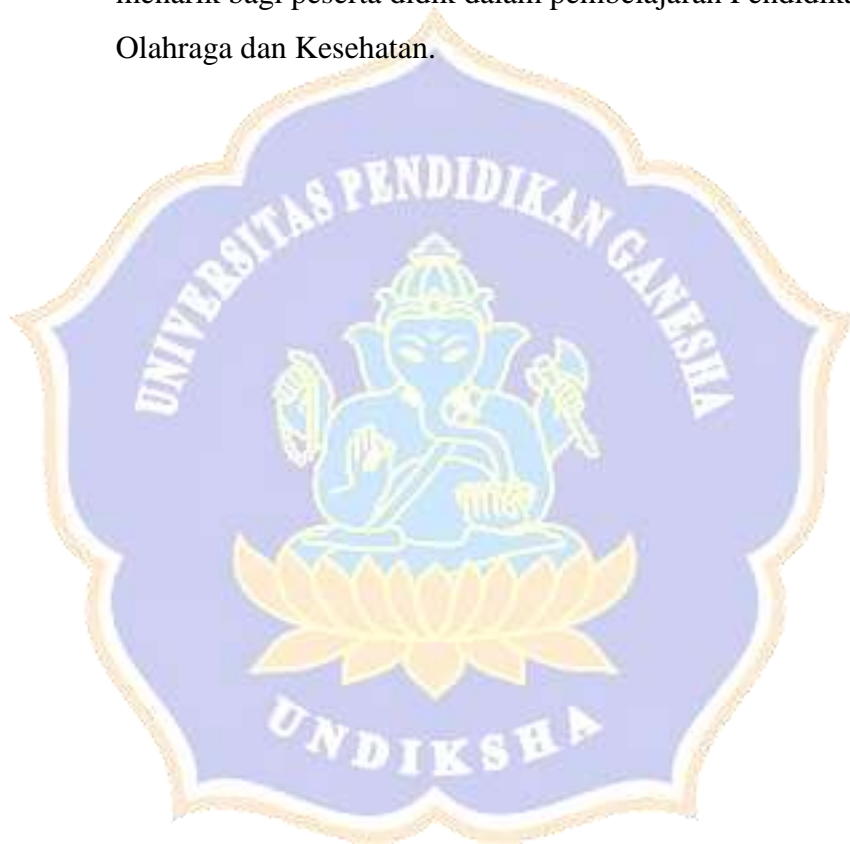 menarik bagi peserta didik dalam pembelajaran
Olahraga dan Kesehatan.
UNIVERSITAS PENDIDIKAN GANESHA
UNDIKSHA